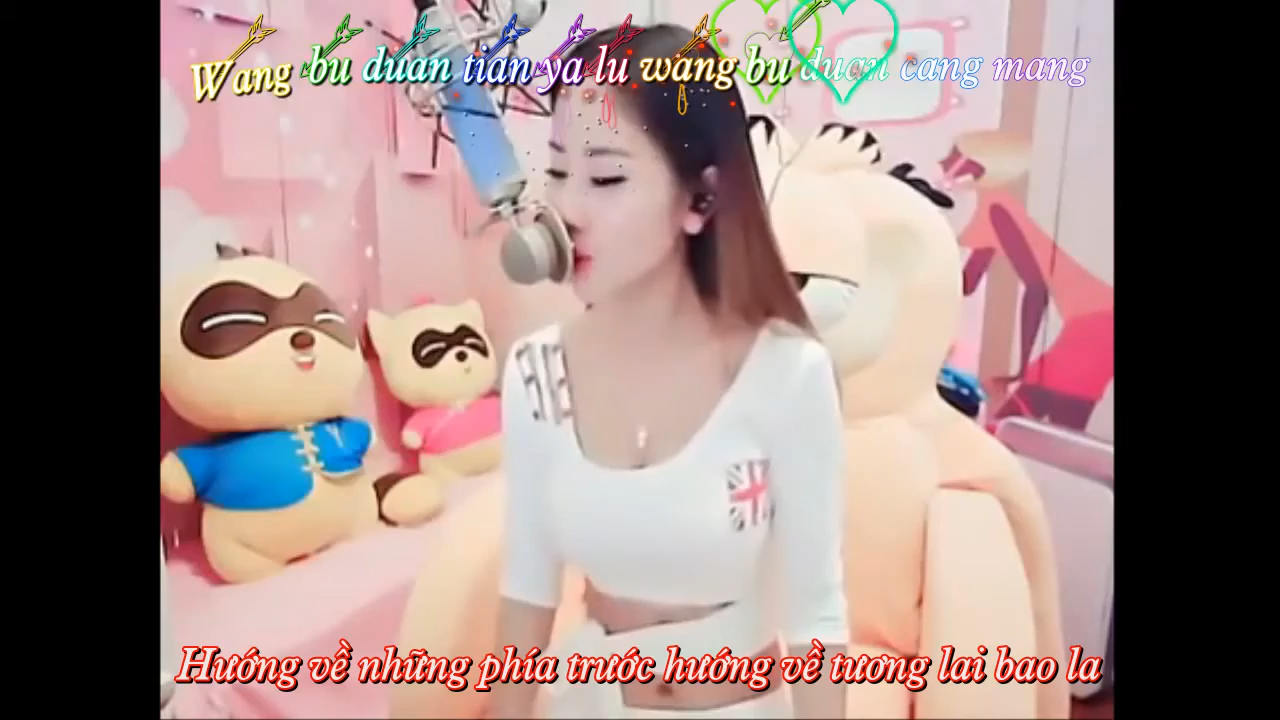 Wang bu duan tian ya lu wang bu duan cang mang
Hướng về những phía trước hướng về tương lai bao la